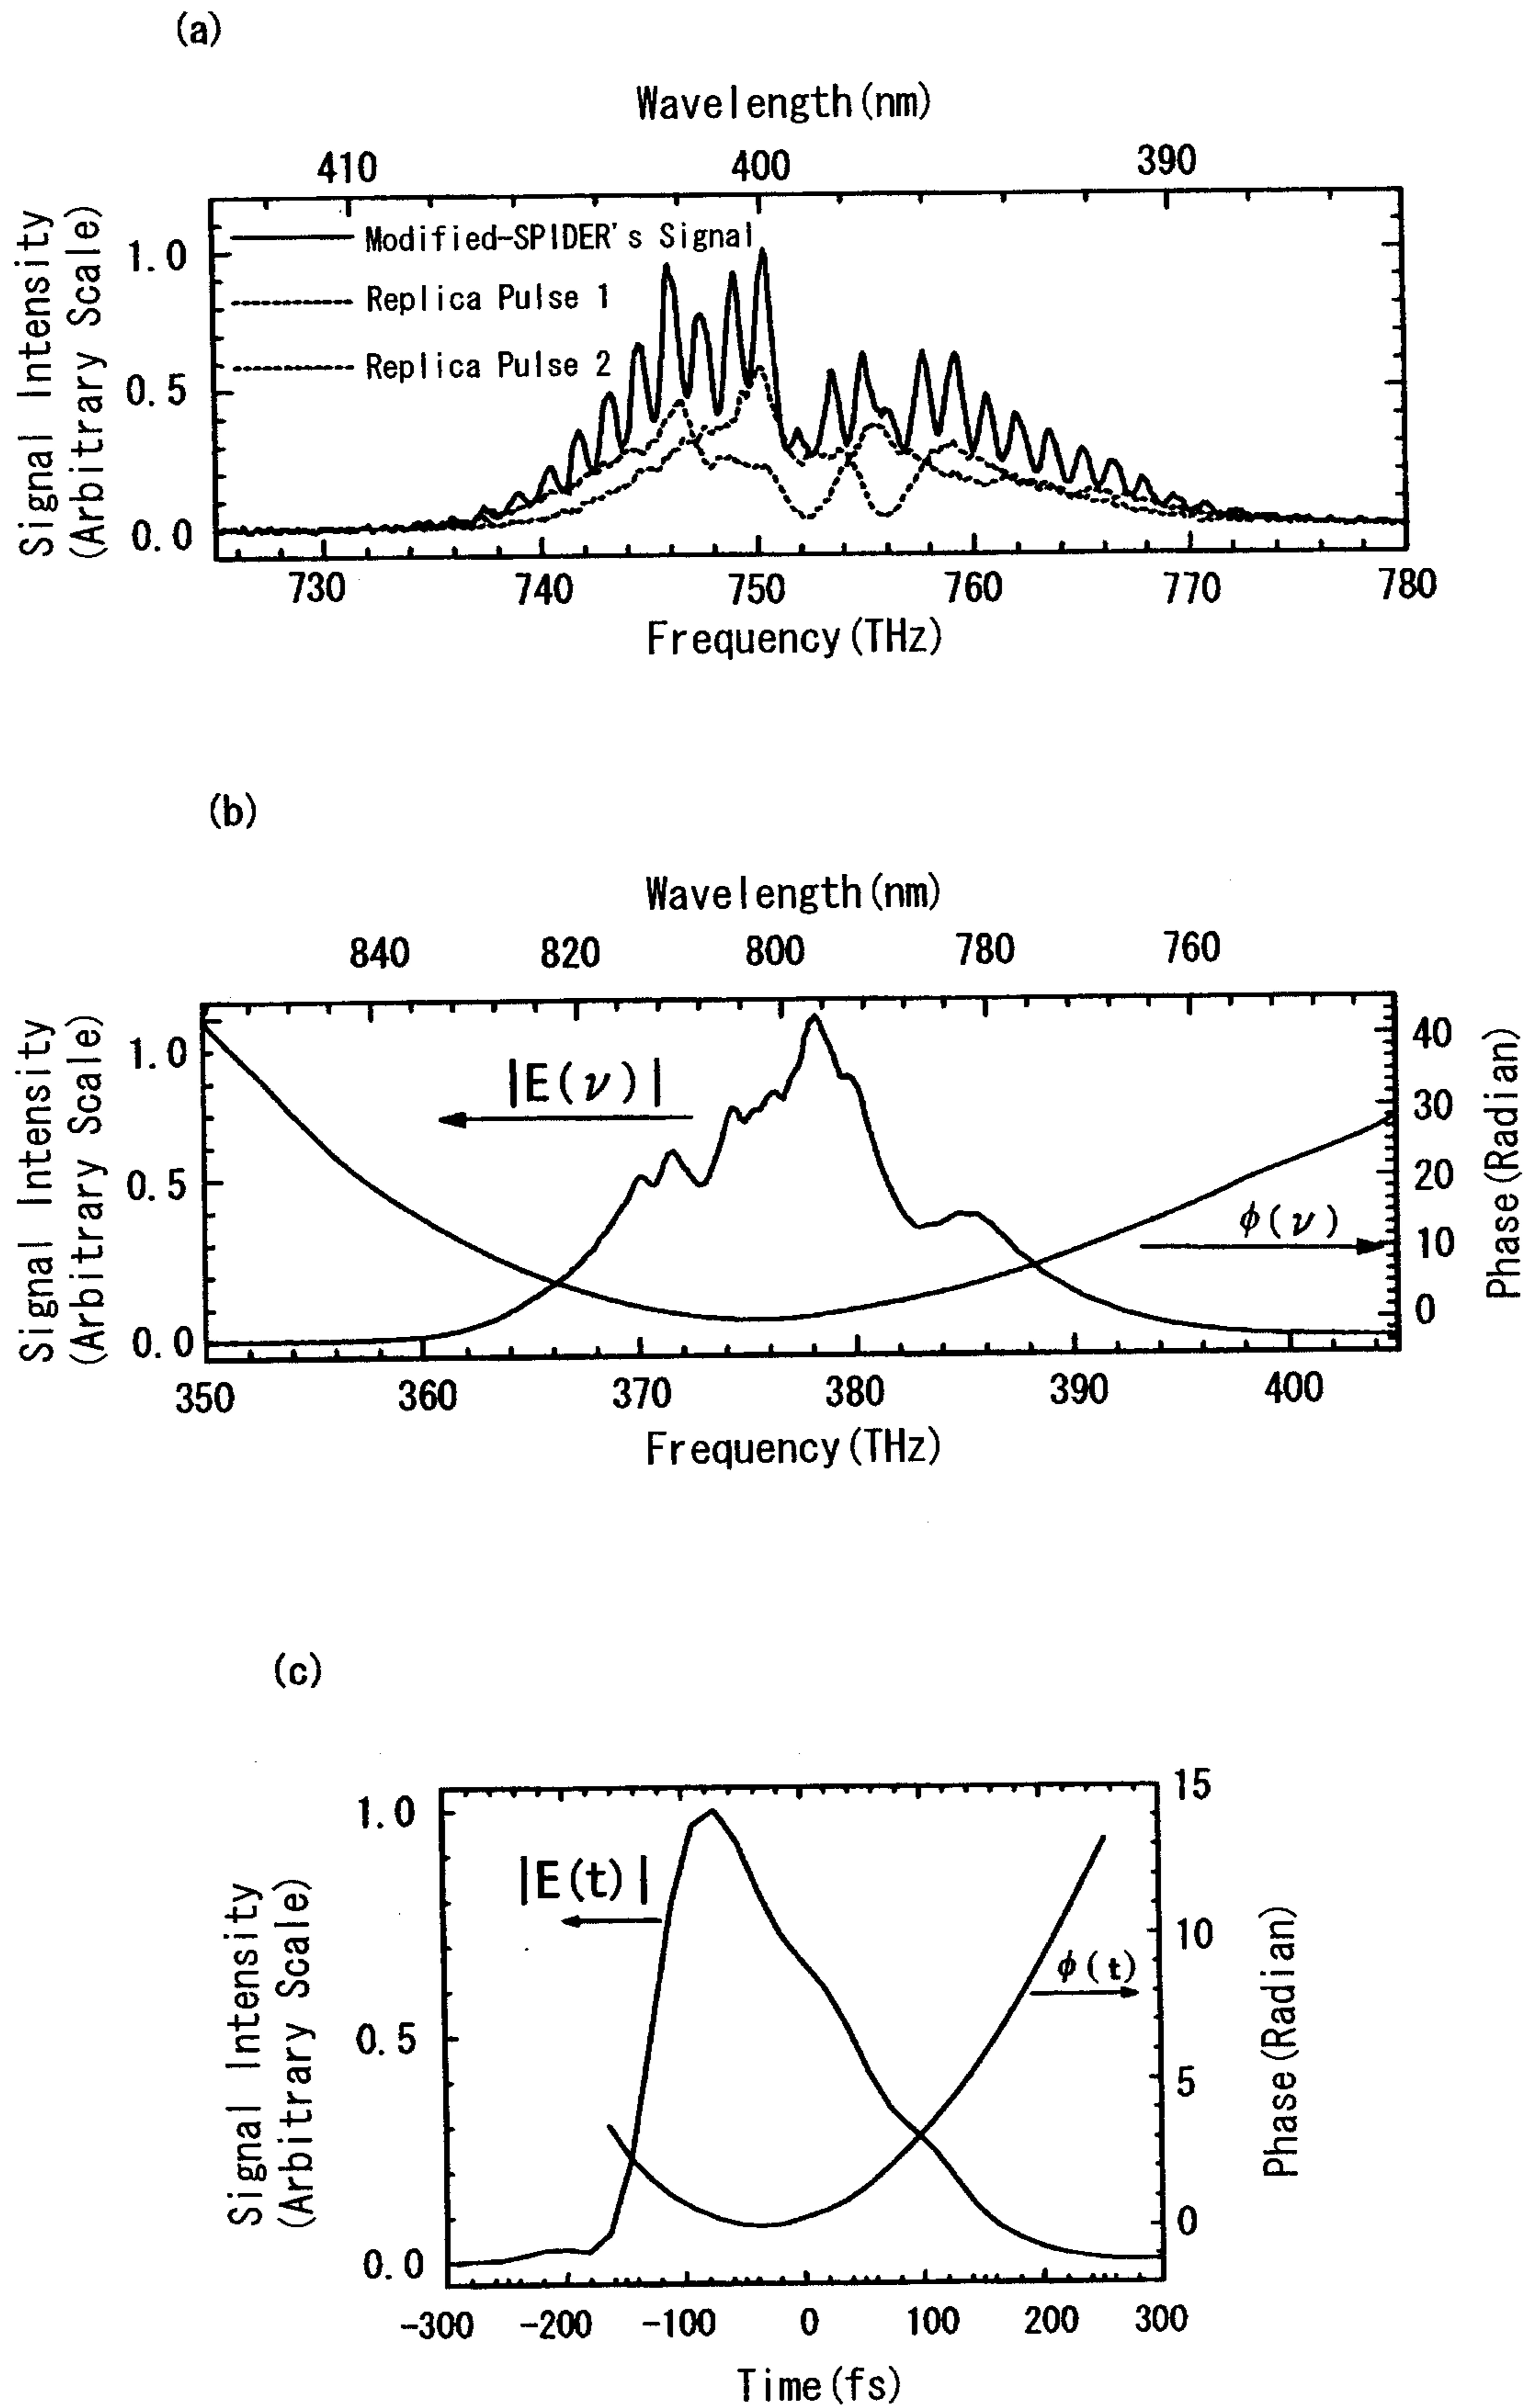 (a)
Wavelength(nm)
410 400 390
Signal Intensity
(Arbitrary Scale)
1.0
0.5
0.0
Modified-SPIDER's Signal
Replica Pulse 1
Replica Pulse 2
730 740 750 760 770 780
Frequency(THz)
(b)
Wavelength(nm)
840 820 800 780 760
Signal Intensity
(Arbitrary Scale)
1.0
0.5
0.0
|E(ν)|
φ(ν)
40
30
20
10
0
Phase(Radian)
350 360 370 380 390 400
Frequency(THz)
(c)
Signal Intensity
(Arbitrary Scale)
1.0
0.5
0.0
|E(t)|
φ(t)
15
10
5
0
Phase(Radian)
-300 -200 -100 0 100 200 300
Time(fs)